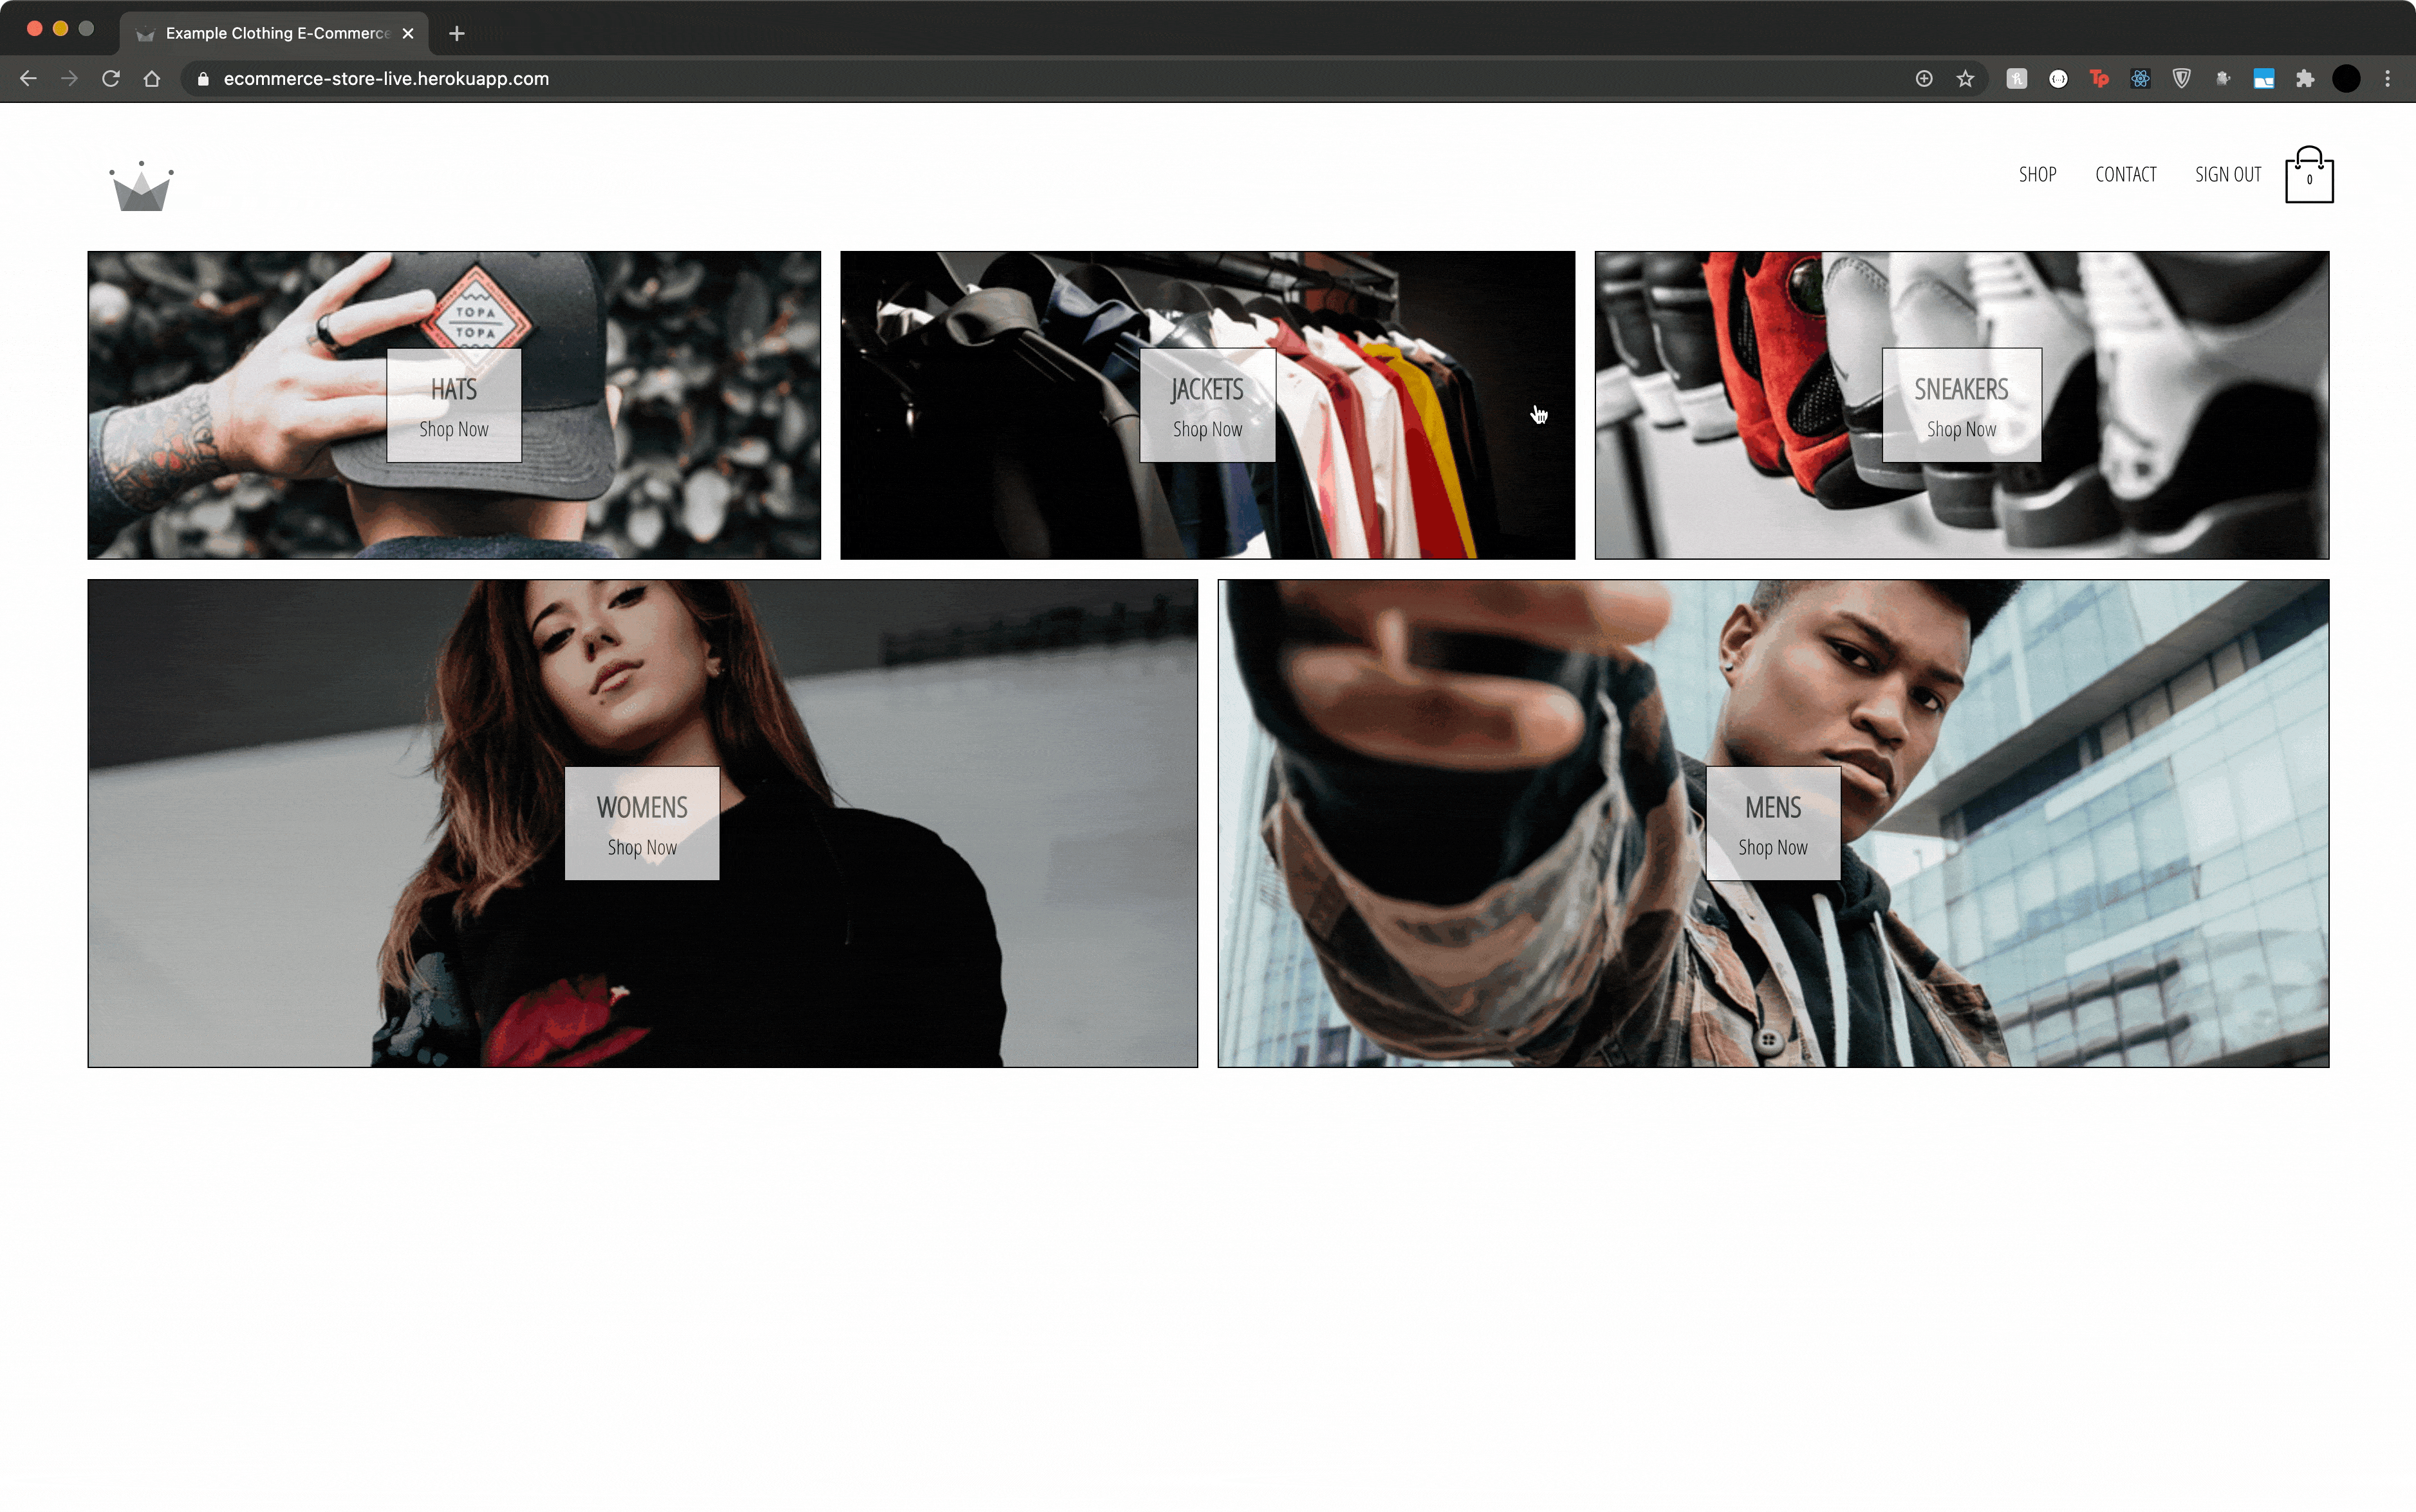 Example Clothing E-Commerce
ecommerce-store-live.herokuapp.com
SHOP
CONTACT
SIGN OUT
0
TOPA
TOPA
HATS
Shop Now
JACKETS
Shop Now
SNEAKERS
Shop Now
WOMENS
Shop Now
MENS
Shop Now